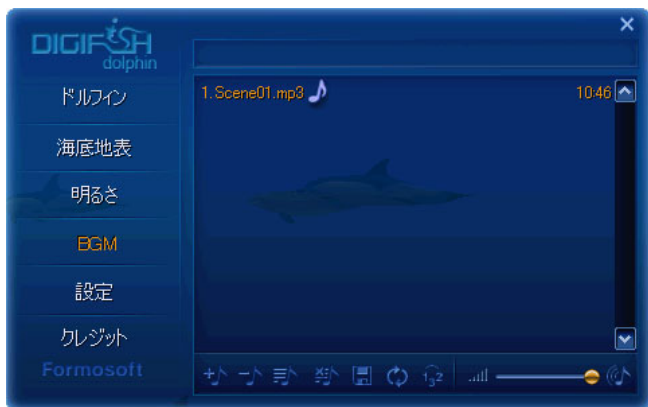 DIGIFISH
dolphin
ドルフィン
海底地表
明るさ
BGM
設定
クレジット
Formosoft
1.Scene01.mp3
10:46
132